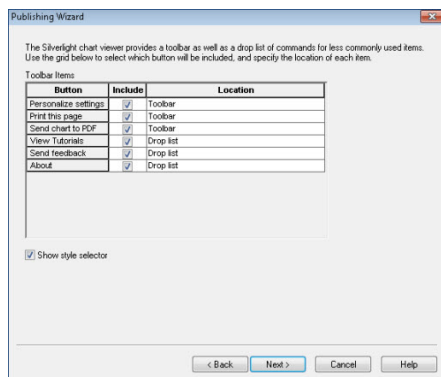 Publishing Wizard
The Silverlight chart viewer provides a toolbar as well as a drop list of commands for less commonly used items.
Use the grid below to select which button will be included, and specify the location of each item.
Toolbar Items
Button Include Location
Personalize settings Toolbar
Print this page Toolbar
Send chart to PDF Toolbar
View Tutorials Drop list
Send feedback Drop list
About Drop list
Show style selector
< Back Next > Cancel Help